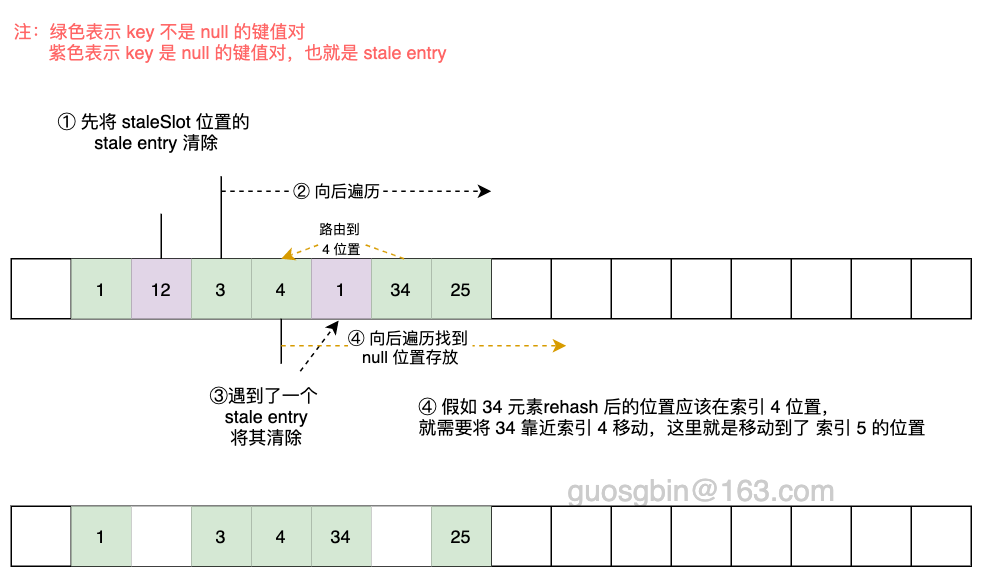 注：绿色表示 key 不是 null 的键值对
紫色表示 key 是 null 的键值对，也就是 stale entry
① 先将 staleSlot 位置的
stale entry 清除
② 向后遍历
路由到
4 位置
1 12 3 4 1 34 25
④ 向后遍历找到
null 位置存放
③遇到了一个
stale entry
将其清除
④ 假如 34 元素rehash 后的位置应该在索引 4 位置，
就需要将 34 靠近索引 4 移动，这里就是移动到了 索引 5 的位置
guosgbin@163.com
1 3 4 34 25